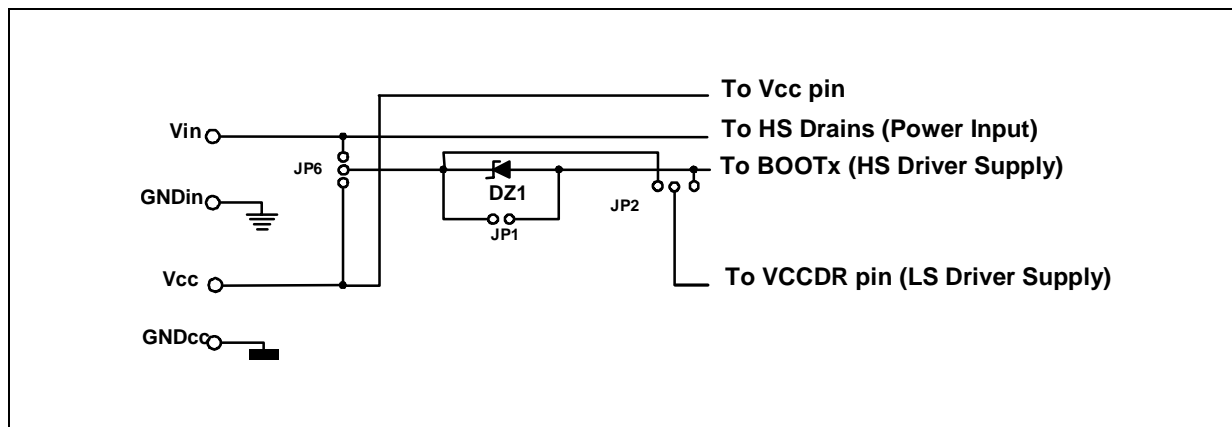 To Vcc pin
Vin
To HS Drains (Power Input)
JP6
To BOOTx (HS Driver Supply)
DZ1
GNDin
JP2
JP1
Vcc
To VCCDR pin (LS Driver Supply)
GNDcc